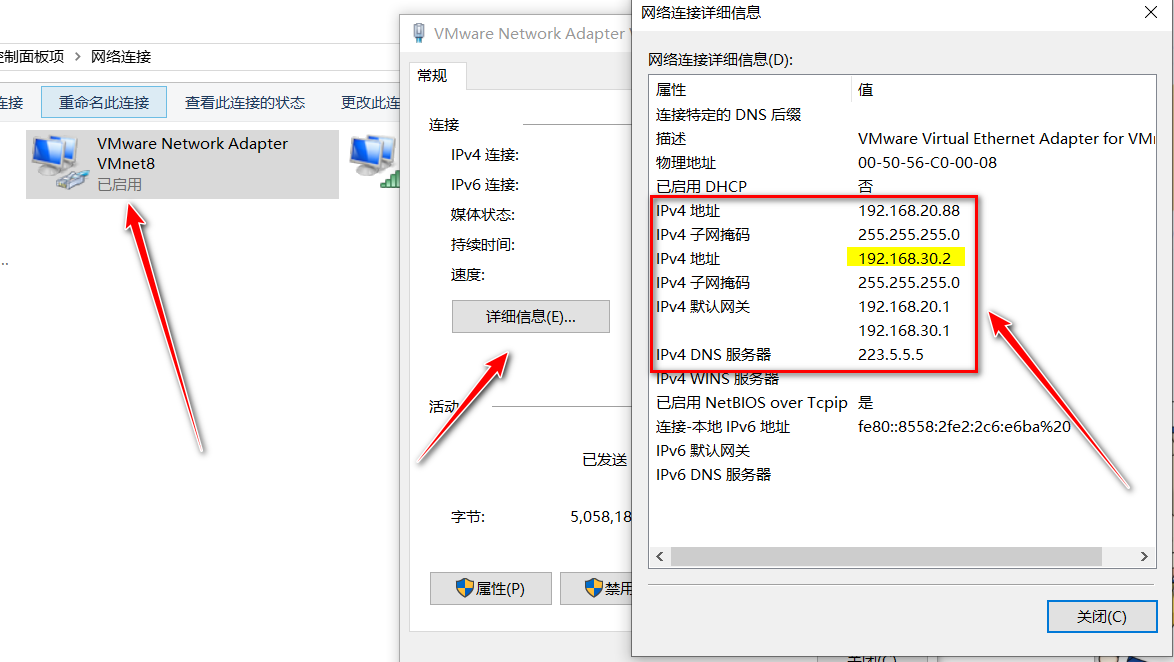 控制面板项 > 网络连接
连接
重命名此连接
查看此连接的状态
更改此连
VMware Network Adapter
VMnet8
已启用
..
VMware Network Adapter
常规
连接
IPv4 连接:
IPv6 连接:
媒体状态:
持续时间:
速度:
详细信息(E)...
活动
已发送
字节:
5,058,18
属性(P)
禁用
网络连接详细信息
网络连接详细信息(D):
属性 值
连接特定的 DNS 后缀
描述 VMware Virtual Ethernet Adapter for VM
物理地址 00-50-56-C0-00-08
已启用 DHCP 否
IPv4 地址 192.168.20.88
IPv4 子网掩码 255.255.255.0
IPv4 地址 192.168.30.2
IPv4 子网掩码 255.255.255.0
IPv4 默认网关 192.168.20.1
192.168.30.1
IPv4 DNS 服务器 223.5.5.5
IPv4 WINS 服务器
已启用 NetBIOS over Tcpip 是
连接-本地 IPv6 地址 fe80::8558:2fe2:2c6:e6ba%20
IPv6 默认网关
IPv6 DNS 服务器
关闭(C)